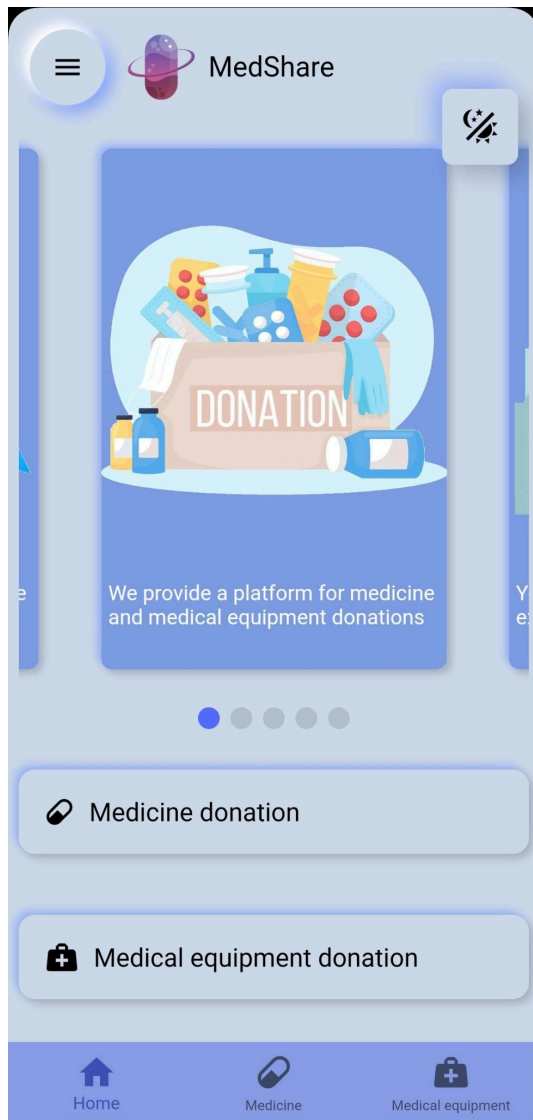 MedShare
DONATION
We provide a platform for medicine
and medical equipment donations
Medicine donation
Medical equipment donation
Home
Medicine
Medical equipment